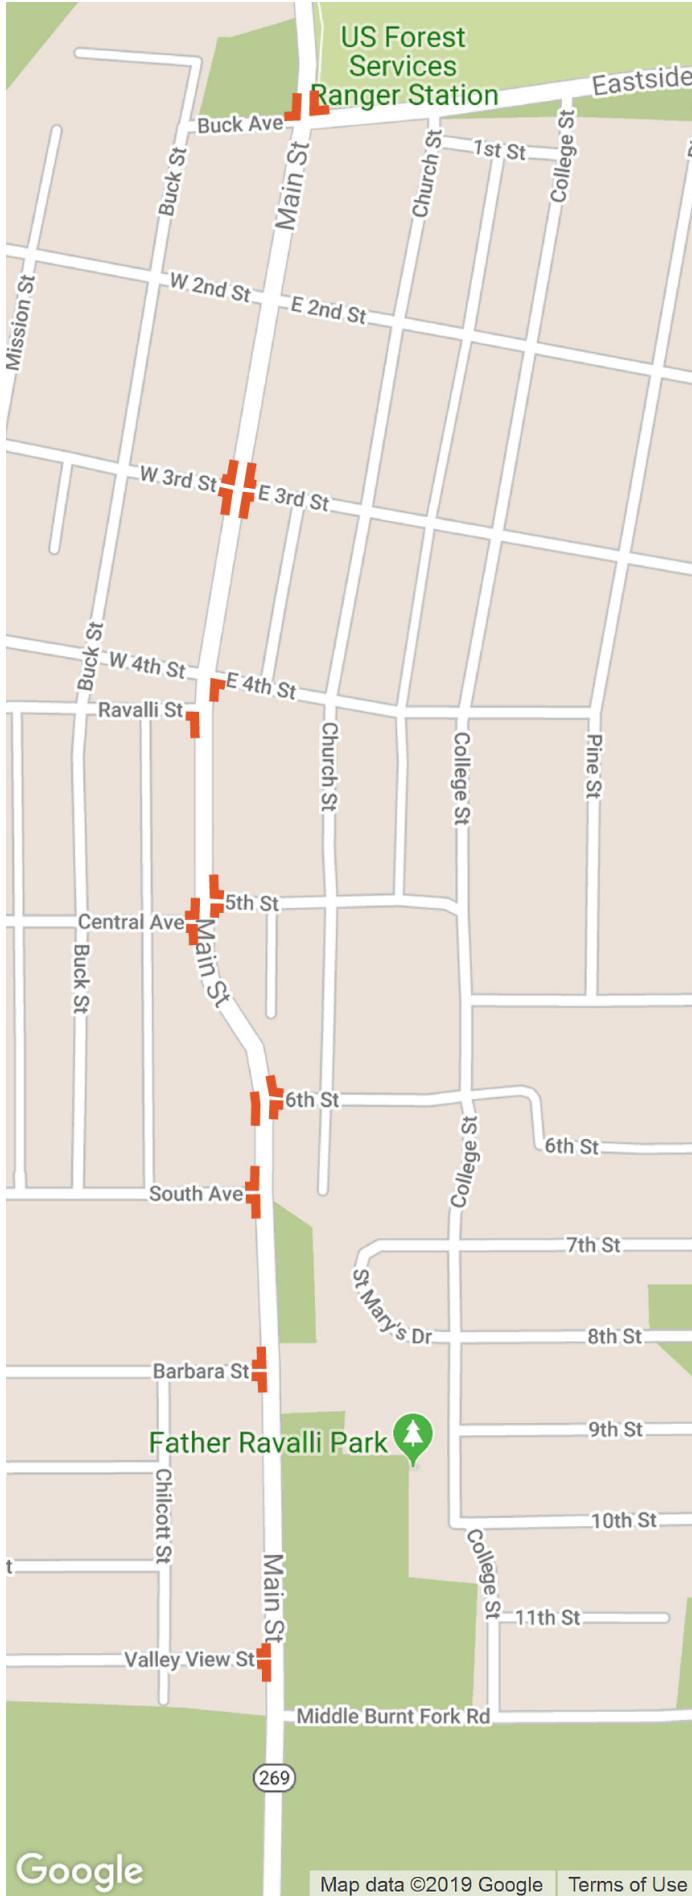 US Forest
Services
Ranger Station
Eastside
Buck Ave
1st St
Church St
College St
Buck St
Main St
W 2nd St
E 2nd St
Mission St
W 3rd St
E 3rd St
Buck St
W 4th St
E 4th St
Ravalli St
Church St
College St
Pine St
5th St
Central Ave
Main St
Buck St
6th St
College St
6th St
South Ave
7th St
St Mary's Dr
8th St
Barbara St
9th St
Father Ravalli Park
Chilcott St
10th St
College St
Main St
t
11th St
Valley View St
Middle Burnt Fork Rd
269
Google
Map data ©2019 Google
Terms of Use